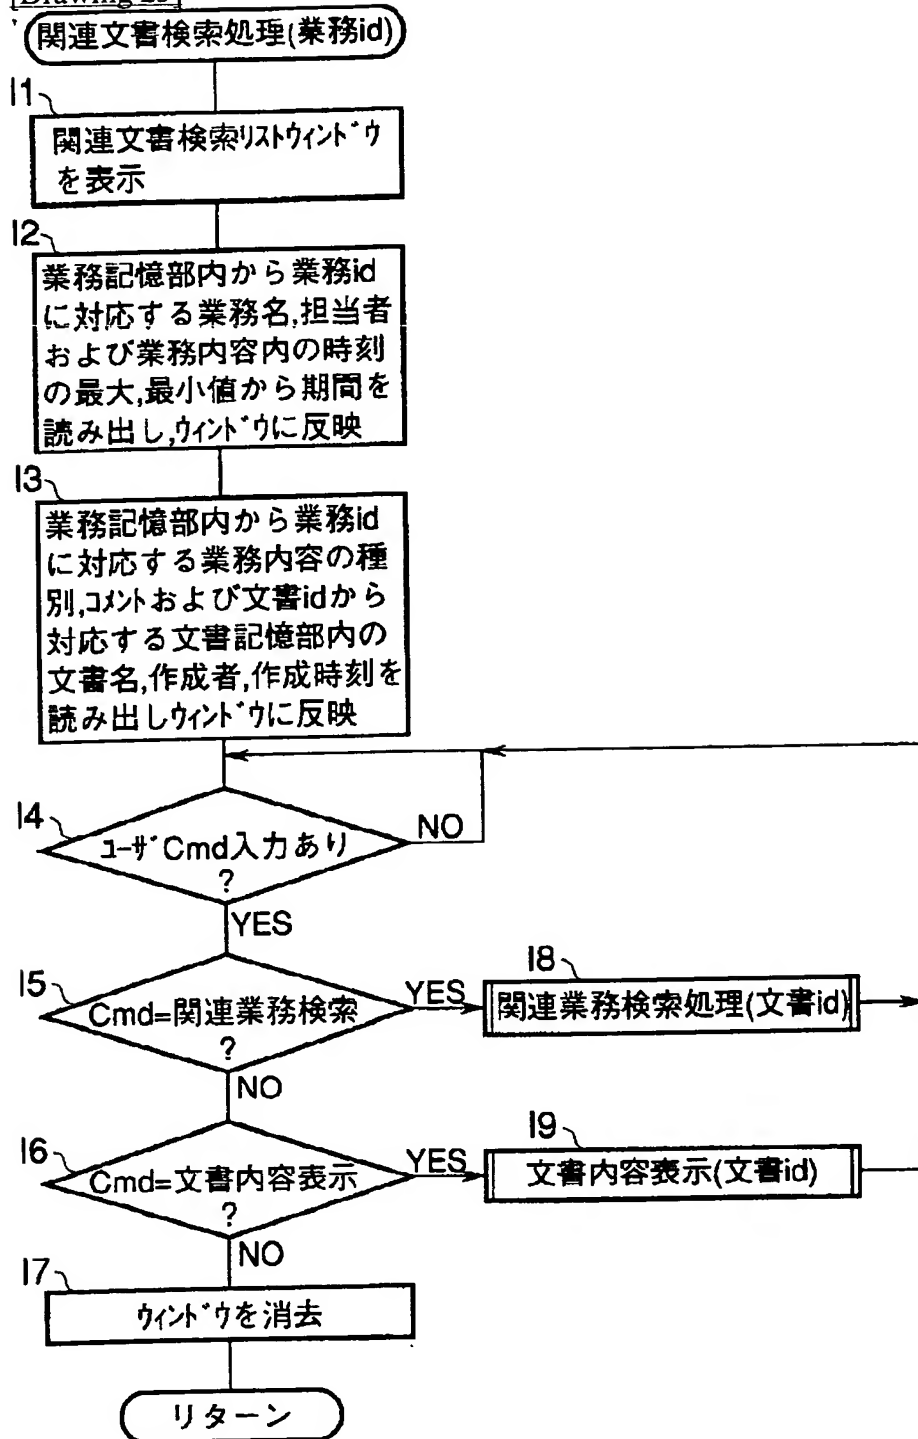 関連文書検索処理(業務id)
I1
関連文書検索リストウィンドウ
を表示
I2
業務記憶部内から業務id
に対応する業務名,担当者
および業務内容内の時刻
の最大,最小値から期間を
読み出し,ウィンドウに反映
I3
業務記憶部内から業務id
に対応する業務内容の種
別,コメントおよび文書idから
対応する文書記憶部内の
文書名,作成者,作成時刻を
読み出しウィンドウに反映
I4
ユーザCmd入力あり
?
NO
YES
I5
Cmd=関連業務検索
?
YES
I8
関連業務検索処理(文書id)
NO
I6
Cmd=文書内容表示
?
YES
I9
文書内容表示(文書id)
NO
I7
ウィンドウを消去
リターン